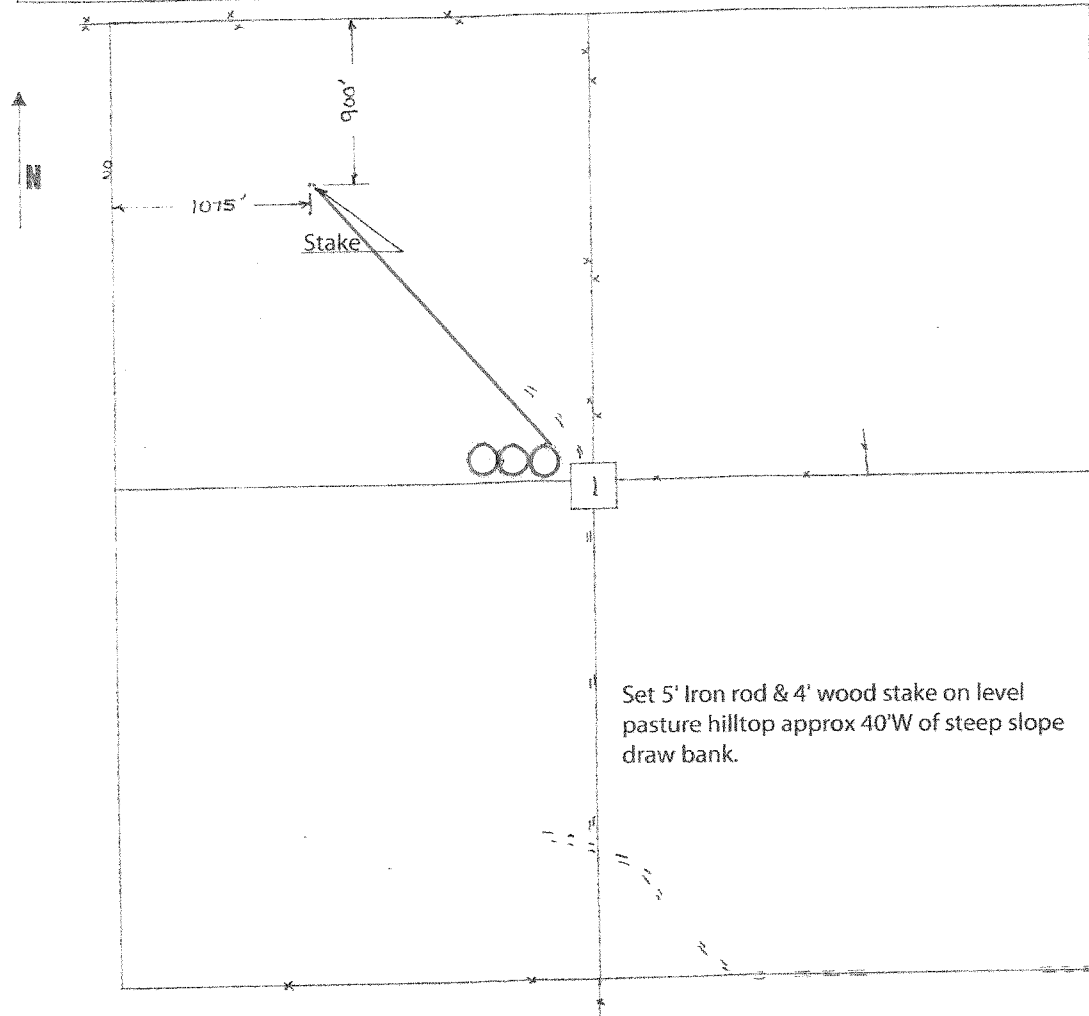 900'
N
1075'
Stake
1
Set 5' Iron rod & 4' wood stake on level
pasture hilltop approx 40'W of steep slope
draw bank.